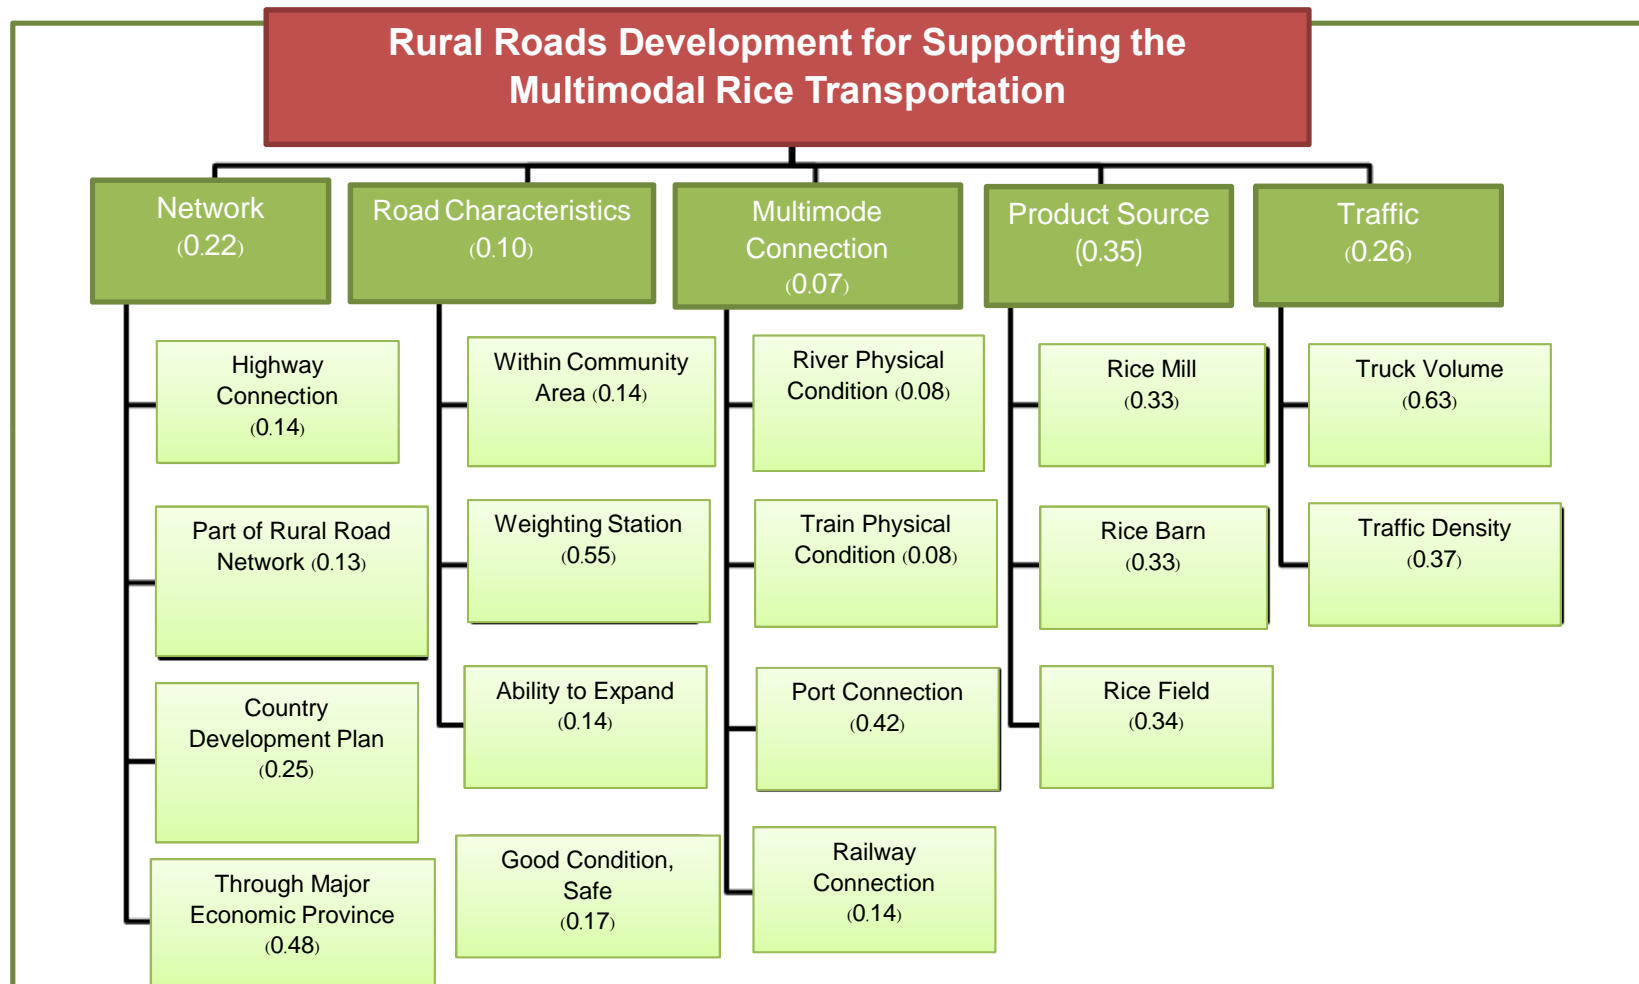 Rural Roads Development for Supporting the
Multimodal Rice Transportation
Network
(0.22)
Road Characteristics
(0.10)
Multimode
Connection
(0.07)
Product Source
(0.35)
Traffic
(0.26)
Highway
Connection
(0.14)
Part of Rural Road
Network (0.13)
Country
Development Plan
(0.25)
Through Major
Economic Province
(0.48)
Within Community
Area (0.14)
Weighting Station
(0.55)
Ability to Expand
(0.14)
Good Condition,
Safe
(0.17)
River Physical
Condition (0.08)
Train Physical
Condition (0.08)
Port Connection
(0.42)
Railway
Connection
(0.14)
Rice Mill
(0.33)
Rice Barn
(0.33)
Rice Field
(0.34)
Truck Volume
(0.63)
Traffic Density
(0.37)